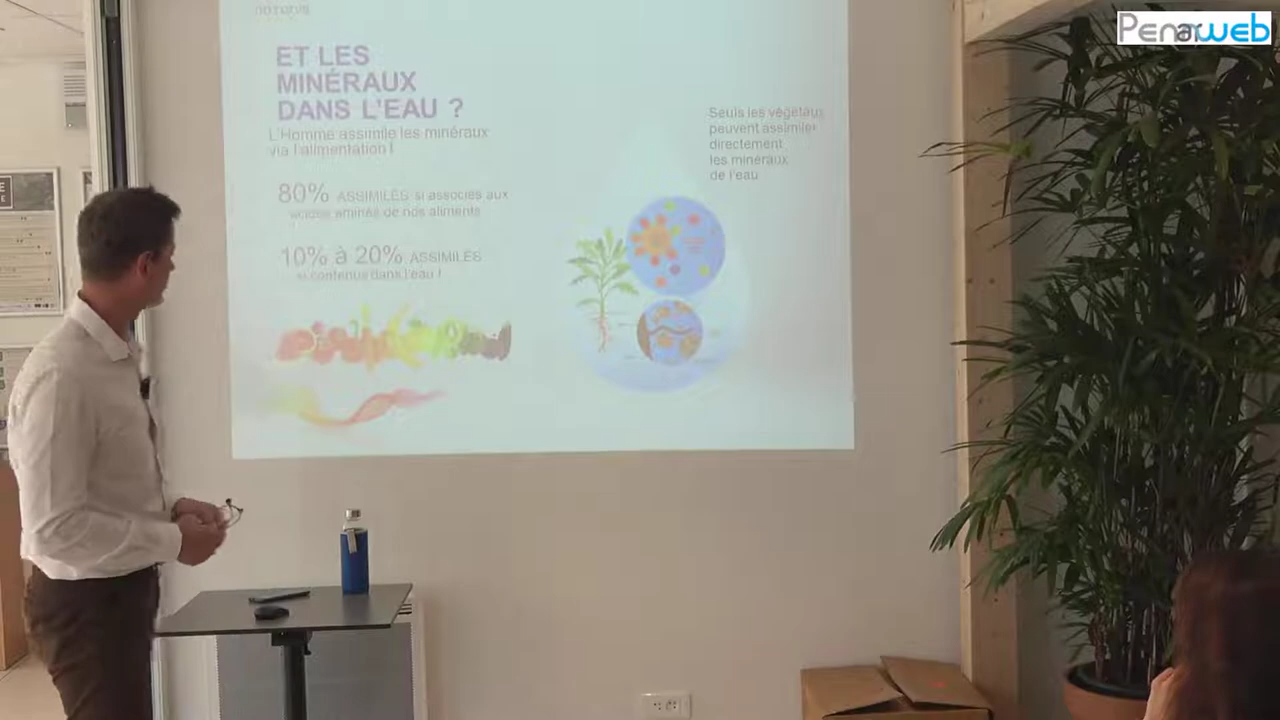 Penarweb
ET LES
MINÉRAUX
DANS L'EAU ?
L'Homme assimile les minéraux
via l'alimentation !
80% ASSIMILÉS si associés aux
acides aminés de nos aliments
10% à 20% ASSIMILÉS
si contenus dans l'eau !
Seuls les végétaux
peuvent assimiler
directement
les minéraux
de l'eau